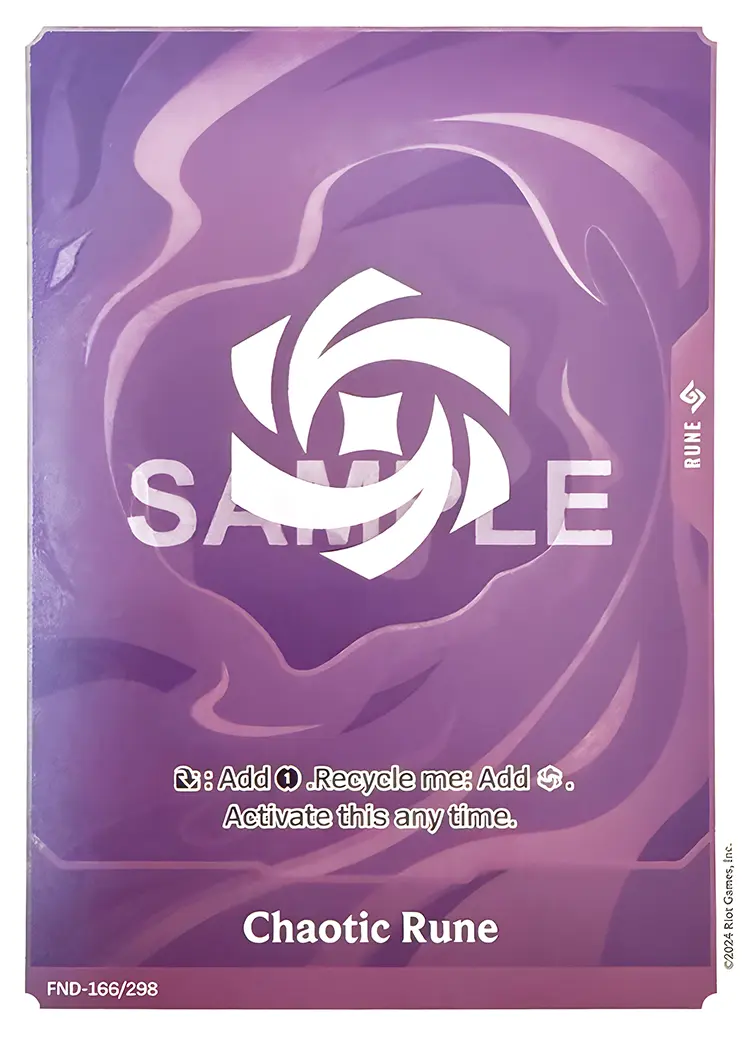 RUNE
SAMPLE
: Add 1 .Recycle me: Add .
Activate this any time.
Chaotic Rune
©2024 Riot Games, Inc.
FND-166/298